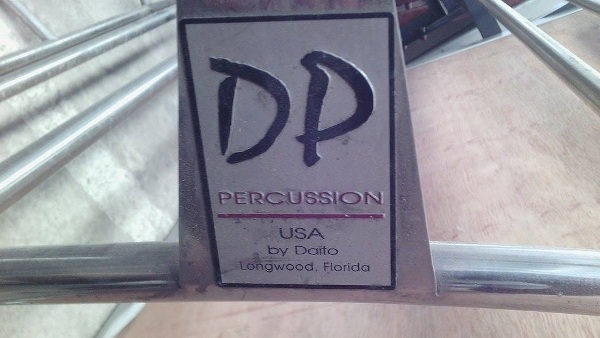 DP
PERCUSSION
USA
by Daito
Longwood, Florida